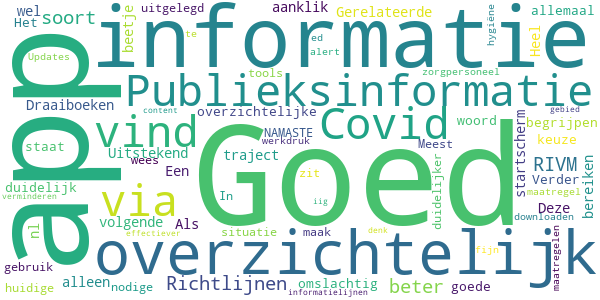 wel
uitgelegd
te
aanklik
Gerelateerde
hygiëne
allemaal
Het
soort
beetje
informatie
ed
alert
Heel
Updates
app
tools
zorgpersoneel
Publieksinformatie
content
gebied
Draaiboeken
overzichtelijke
Covid
woord
startscherm
begrijpen
vind
NAMASTE
werkdruk
Meest
keuze
staat
Uitstekend
wees
traject
Goed
duidelijker
RIVM
bereiken
Een
zit
Verder
maatregel
duidelijk
verminderen
via
In
iig
Deze
nl
volgende
Als
downloaden
effectiever
situatie
maak
denk
overzichtelijk
fijn
maatregelen
gebruik
huidige
alleen
nodige
Richtlijnen
omslachtig
informatielijnen
beter
goede